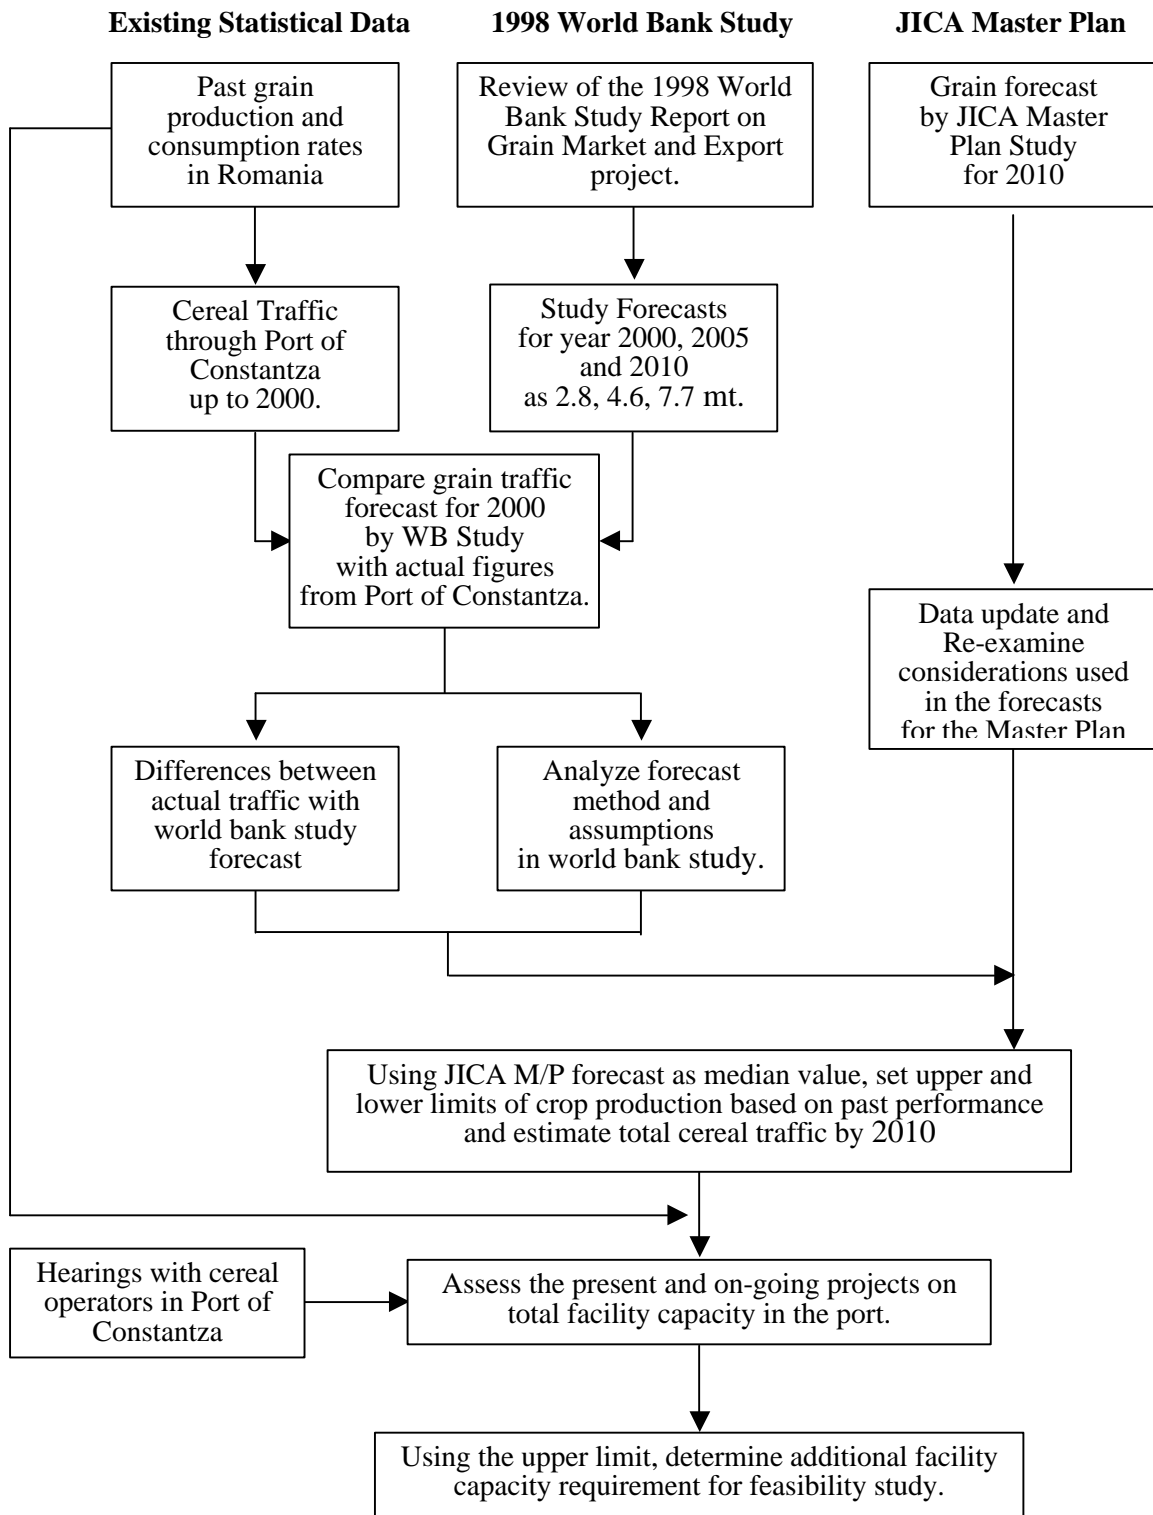 Existing Statistical Data
1998 World Bank Study
JICA Master Plan
Past grain
production and
consumption rates
in Romania
Review of the 1998 World
Bank Study Report on
Grain Market and Export
project.
Grain forecast
by JICA Master
Plan Study
for 2010
Cereal Traffic
through Port of
Constantza
up to 2000.
Study Forecasts
for year 2000, 2005
and 2010
as 2.8, 4.6, 7.7 mt.
Compare grain traffic
forecast for 2000
by WB Study
with actual figures
from Port of Constantza.
Data update and
Re-examine
considerations used
in the forecasts
for the Master Plan
Differences between
actual traffic with
world bank study
forecast
Analyze forecast
method and
assumptions
in world bank study.
Using JICA M/P forecast as median value, set upper and
lower limits of crop production based on past performance
and estimate total cereal traffic by 2010
Hearings with cereal
operators in Port of
Constantza
Assess the present and on-going projects on
total facility capacity in the port.
Using the upper limit, determine additional facility
capacity requirement for feasibility study.